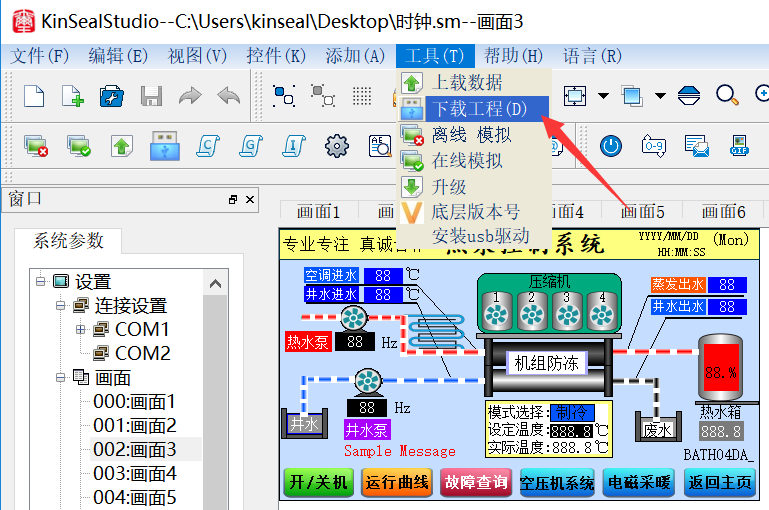 KinSealStudio--C:\Users\kinseal\Desktop\时钟.sm--画面3
文件(F) 编辑(E) 视图(V) 控件(K) 添加(A) 工具(T) 帮助(H) 语言(R)
上载数据
下载工程(D)
离线 模拟
在线模拟
升级
底层版本号
安装usb驱动
窗口
系统参数
设置
连接设置
COM1
COM2
画面
000:画面1
001:画面2
002:画面3
003:画面4
004:画面5
画面1 画 面4 画面5 画面6
专业专注 真诚
控制系统
YYYY/MM/DD (Mon)
HH:MM:SS
空调进水 88 ℃
井水进水 88 ℃
压缩机
1 2 3 4
蒸发出水 88
井水出水 88
热水泵 88 Hz
机组防冻
88.%
井水
88 Hz
井水泵
模式选择: 制冷
设定温度:888.8℃
实际温度:888.8℃
废水
热水箱
888.8
Sample Message
BATH04DA_
开/关机 运行曲线 故障查询 空压机系统 电磁采暖 返回主页
C G I AE 0-9 GIF